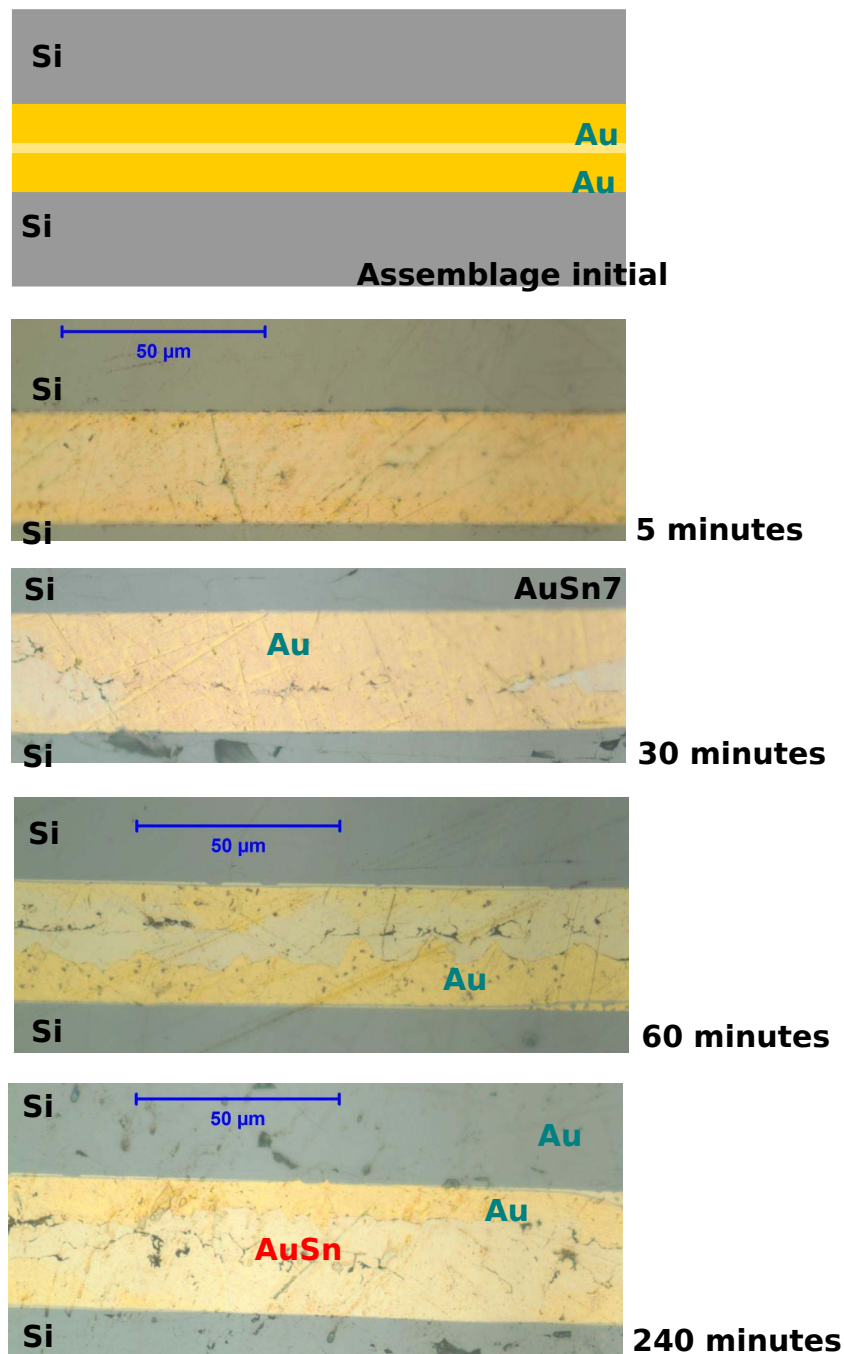 Si
Au
Au
Si
Assemblage initial
50 µm
Si
Si
5 minutes
Si
AuSn7
Au
Si
30 minutes
50 µm
Si
Au
Si
60 minutes
50 µm
Si
Au
Au
AuSn
Si
240 minutes